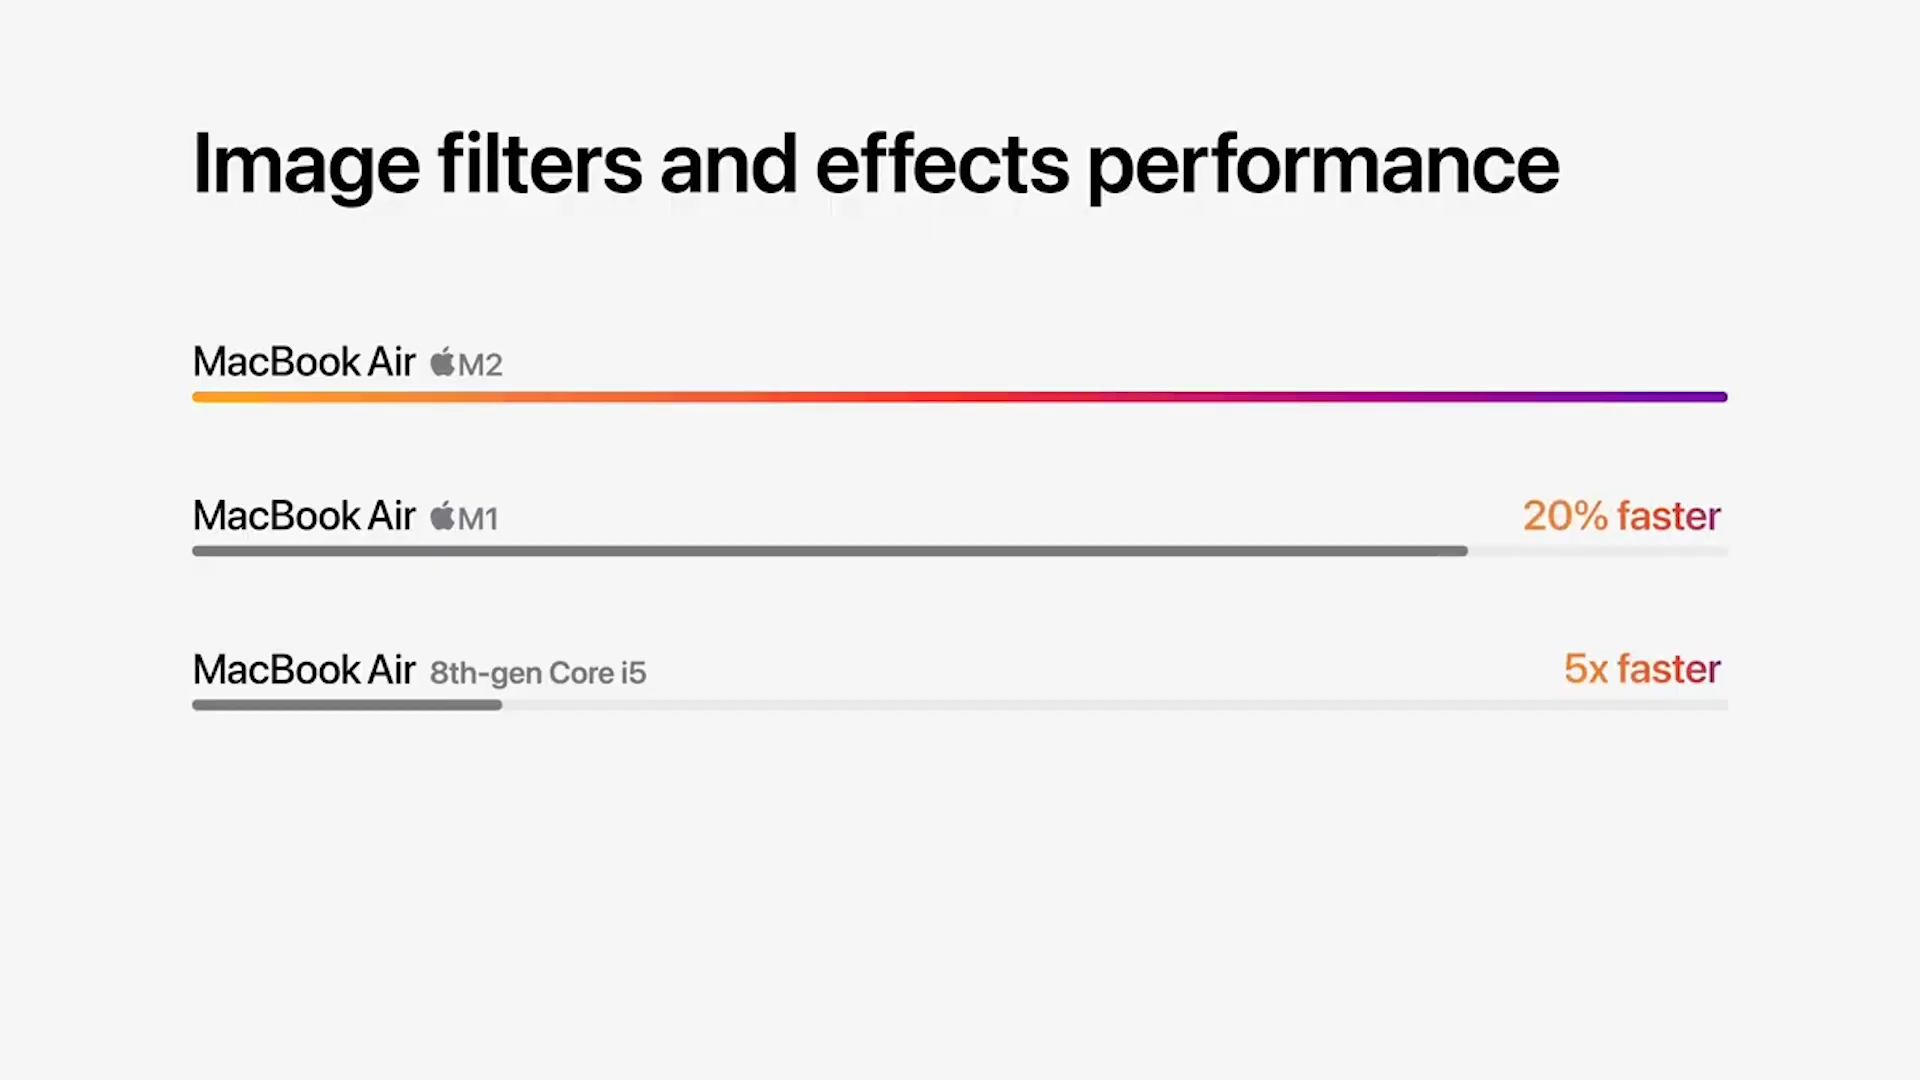 Image filters and effects performance
MacBook Air M2
MacBook Air M1
20% faster
MacBook Air 8th-gen Core i5
5x faster